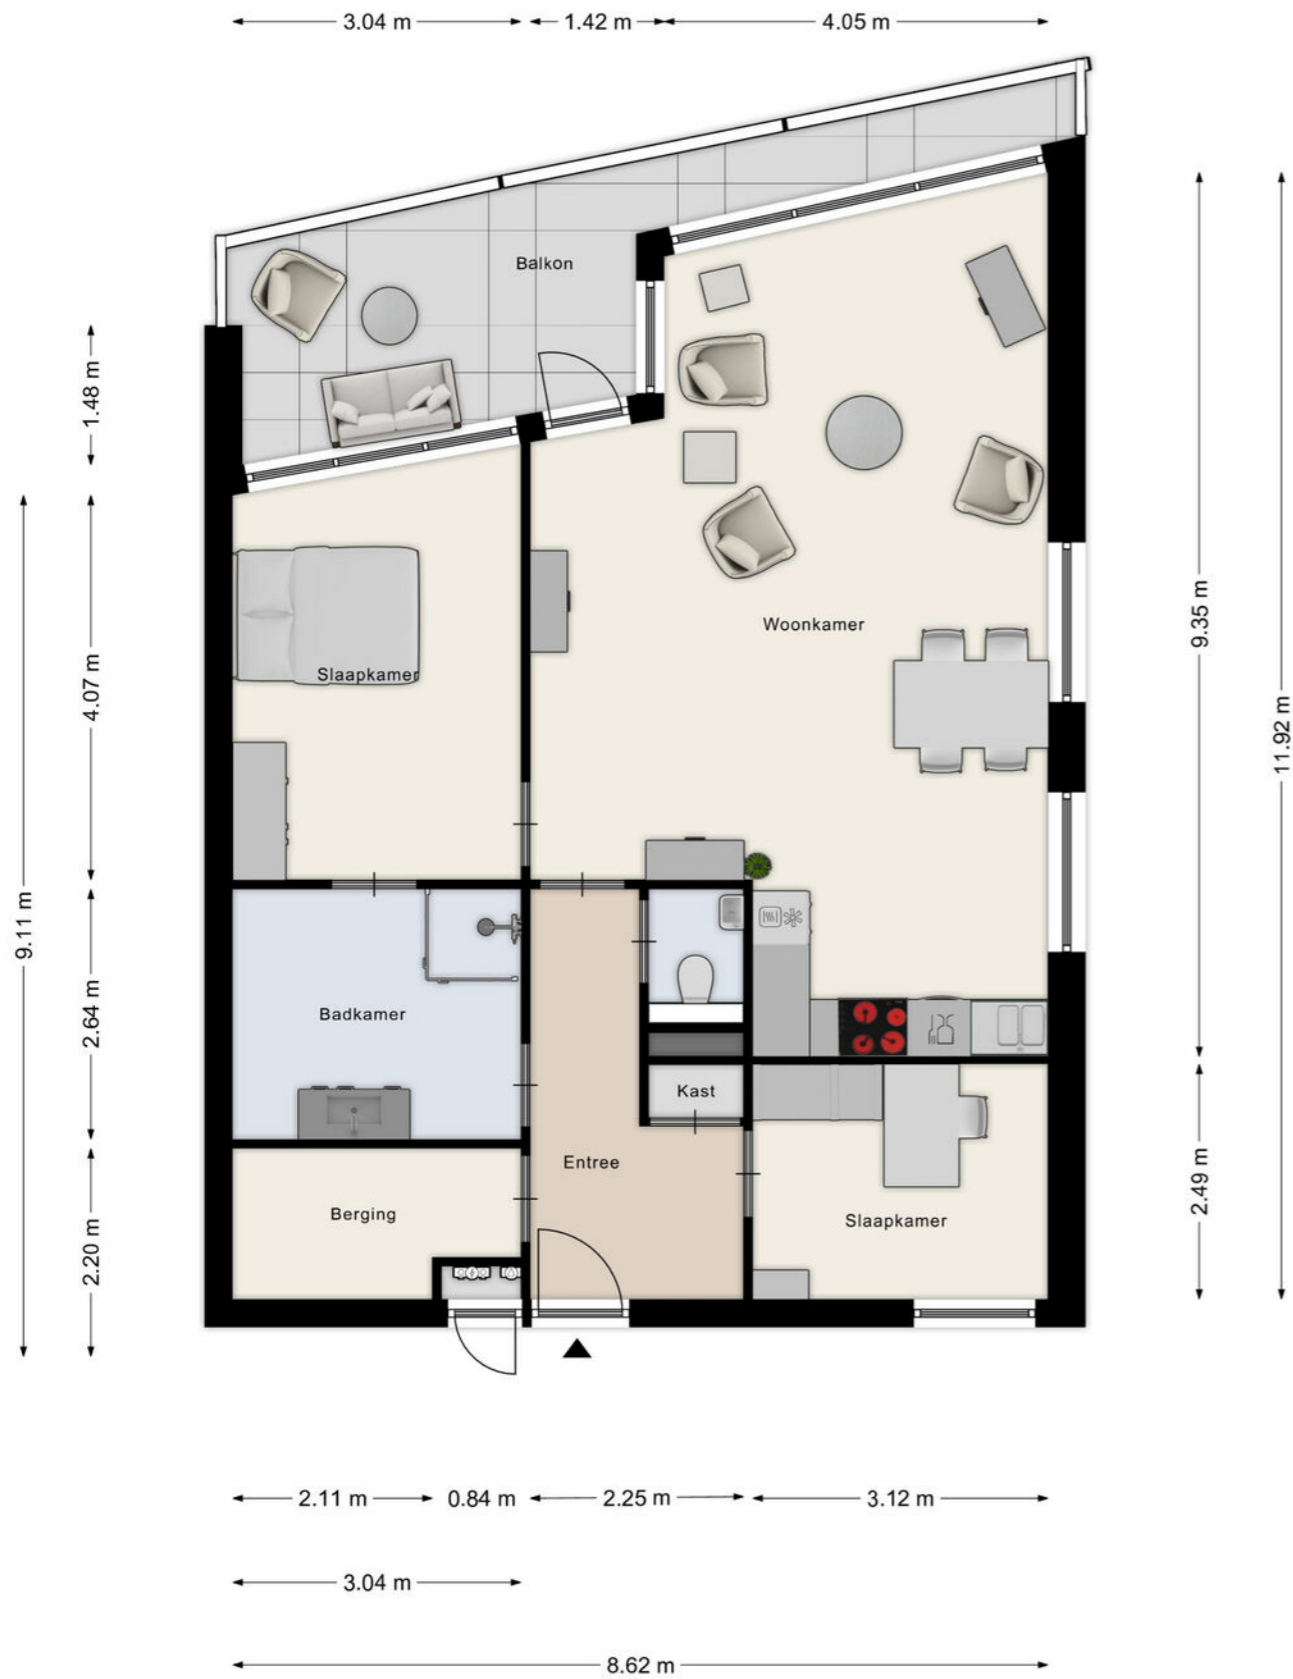 3.04 m
1.42 m
4.05 m
Balkon
1.48 m
9.35 m
Woonkamer
4.07 m
Slaapkamer
11.92 m
9.11 m
2.64 m
Badkamer
Kast
Entree
2.49 m
Berging
Slaapkamer
2.20 m
2.11 m
0.84 m
2.25 m
3.12 m
3.04 m
8.62 m